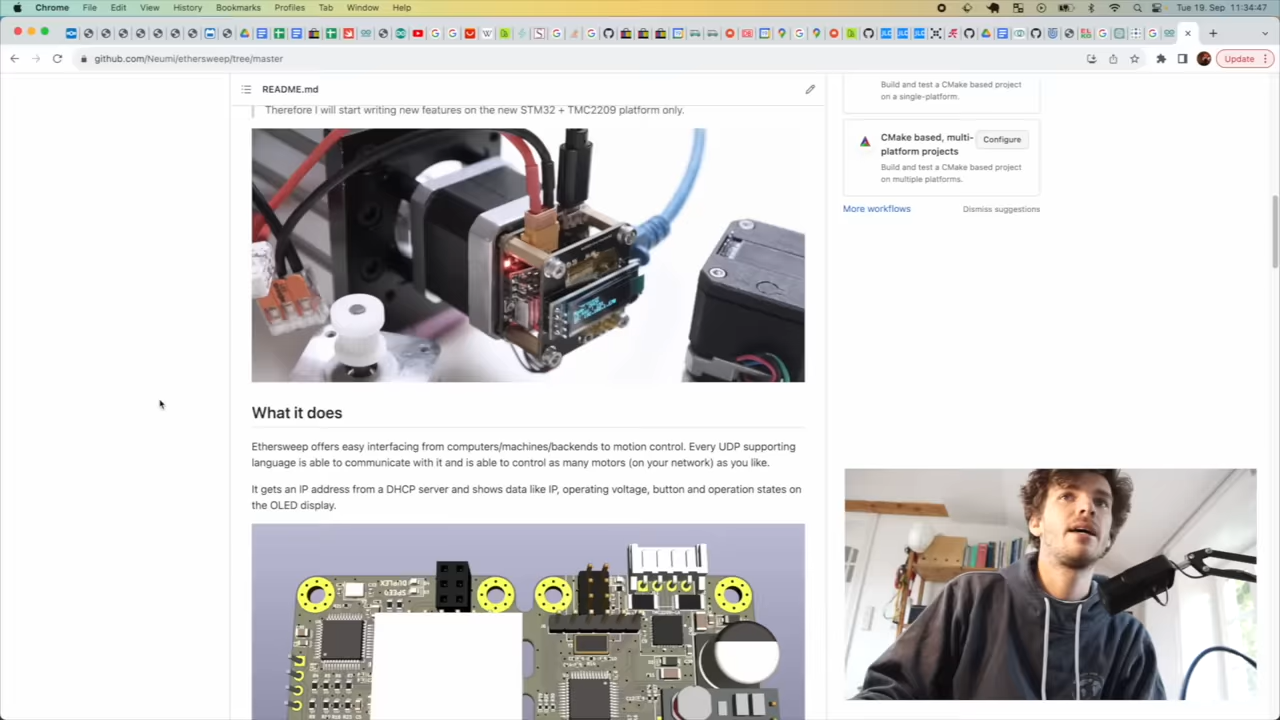 Chrome File Edit View History Bookmarks Profiles Tab Window Help Tue 19. Sep. 11:34:47
github.com/Neumi/ethersweep/tree/master
Update
README.md
Therefore I will start writing new features on the new STM32 + TMC2209 platform only.
What it does
Ethersweep offers easy interfacing from computers/machines/backends to motion control. Every UDP supporting
language is able to communicate with it and is able to control as many motors (on your network) as you like.
It gets an IP address from a DHCP server and shows data like IP, operating voltage, button and operation states on
the OLED display.
DUPLEX
SPEED
Build and test a CMake based project
on a single-platform.
CMake based, multi-
platform projects
Configure
Build and test a CMake based project
on multiple platforms.
More workflows
Dismiss suggestions